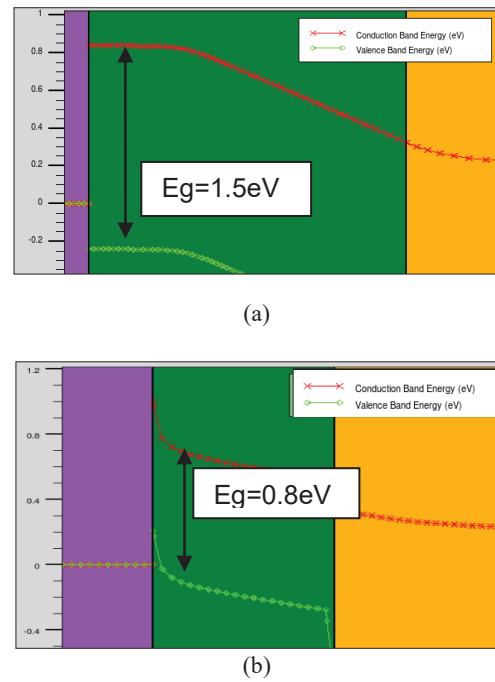 1
0.8
0.6
0.4
0.2
0
-0.2
Conduction Band Energy (eV)
Valence Band Energy (eV)
Eg=1.5eV
(a)
1.2
0.8
0.4
0
-0.4
Conduction Band Energy (eV)
Valence Band Energy (eV)
Eg=0.8eV
(b)